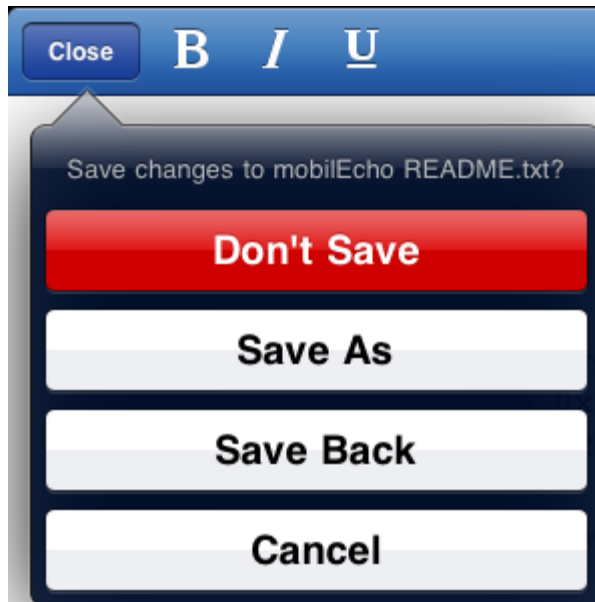 Close B I U
Save changes to mobilEcho README.txt?
Don't Save
Save As
Save Back
Cancel